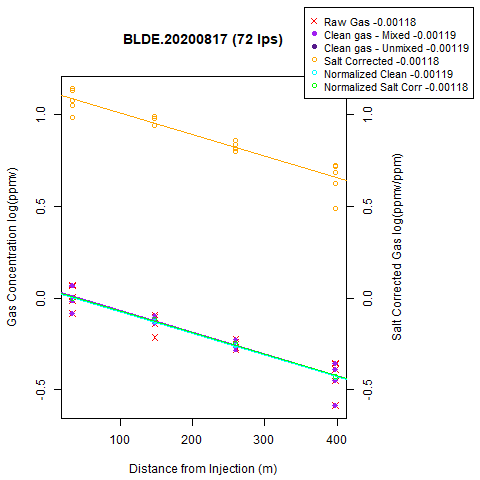 BLDE.20200817 (72 lps)
Raw Gas -0.00118
Clean gas - Mixed -0.00119
Clean gas - Unmixed -0.00119
Salt Corrected -0.00118
Normalized Clean -0.00119
Normalized Salt Corr -0.00118
Gas Concentration log(ppmv)
1.0
0.5
0.0
-0.5
Salt Corrected Gas log(ppmv/ppm)
1.0
0.5
0.0
-0.5
100 200 300 400
Distance from Injection (m)